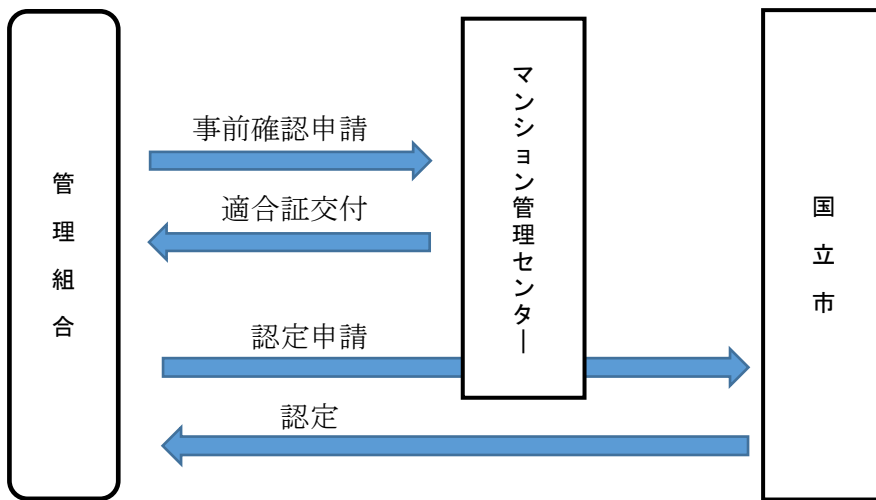 管理組合
事前確認申請
適合証交付
認定申請
認定
マンション管理センター
国立市